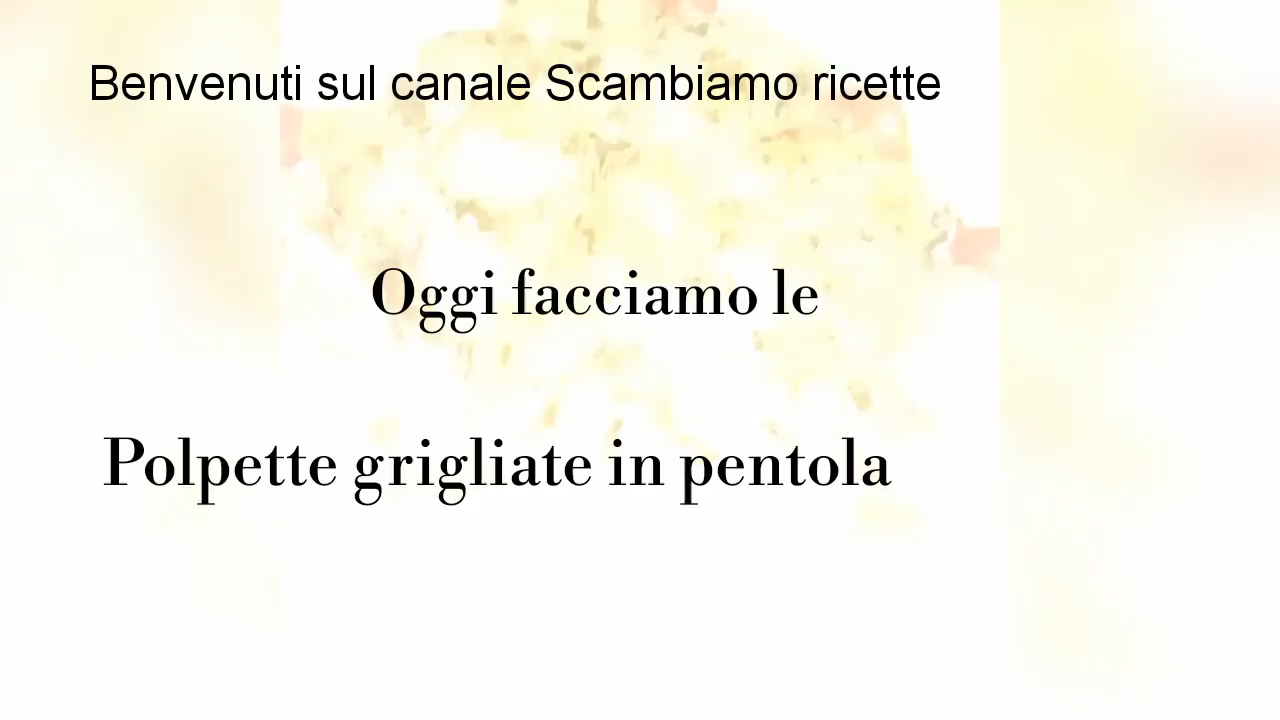 Benvenuti sul canale Scambiamo ricette
Oggi facciamo le
Polpette grigliate in pentola